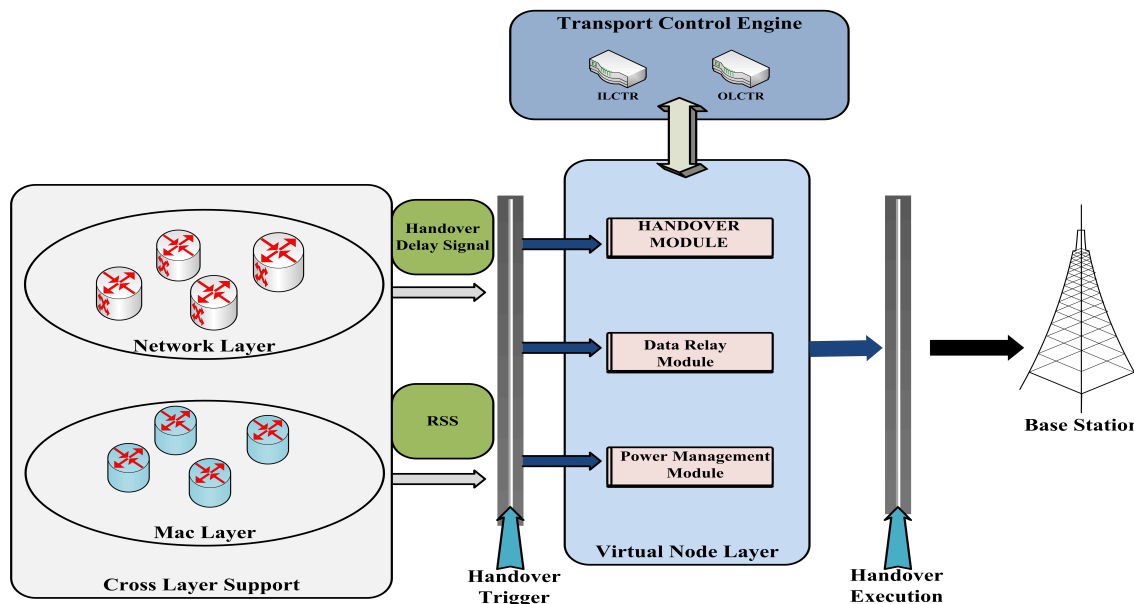 Transport Control Engine
ILCTR
OLCTR
Handover
Delay Signal
HANDOVER
MODULE
Network Layer
Data Relay
Module
RSS
Base Station
Power Management
Module
Mac Layer
Virtual Node Layer
Cross Layer Support
Handover
Trigger
Handover
Execution